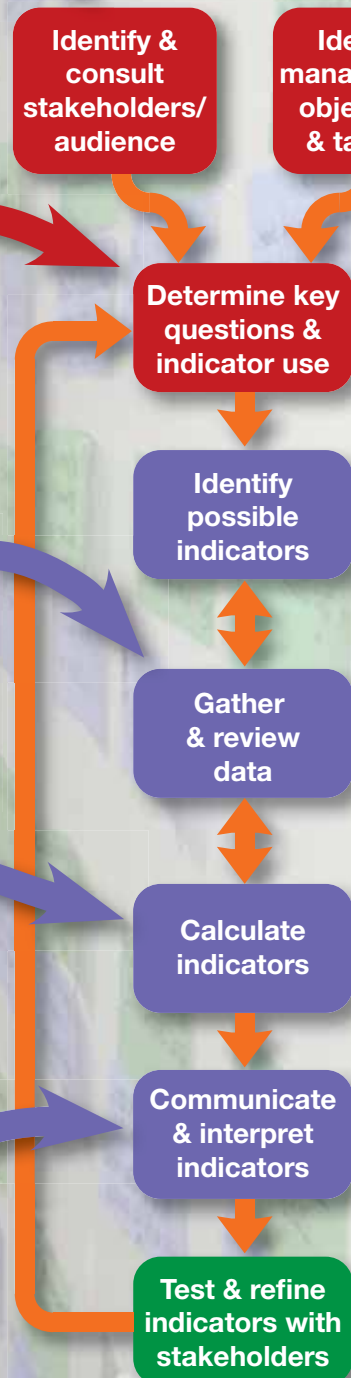 Identify &
consult
stakeholders/
audience
Determine key
questions &
indicator use
Identify
possible
indicators
Gather
& review
data
Calculate
indicators
Communicate
& interpret
indicators
Test & refine
indicators with
stakeholders